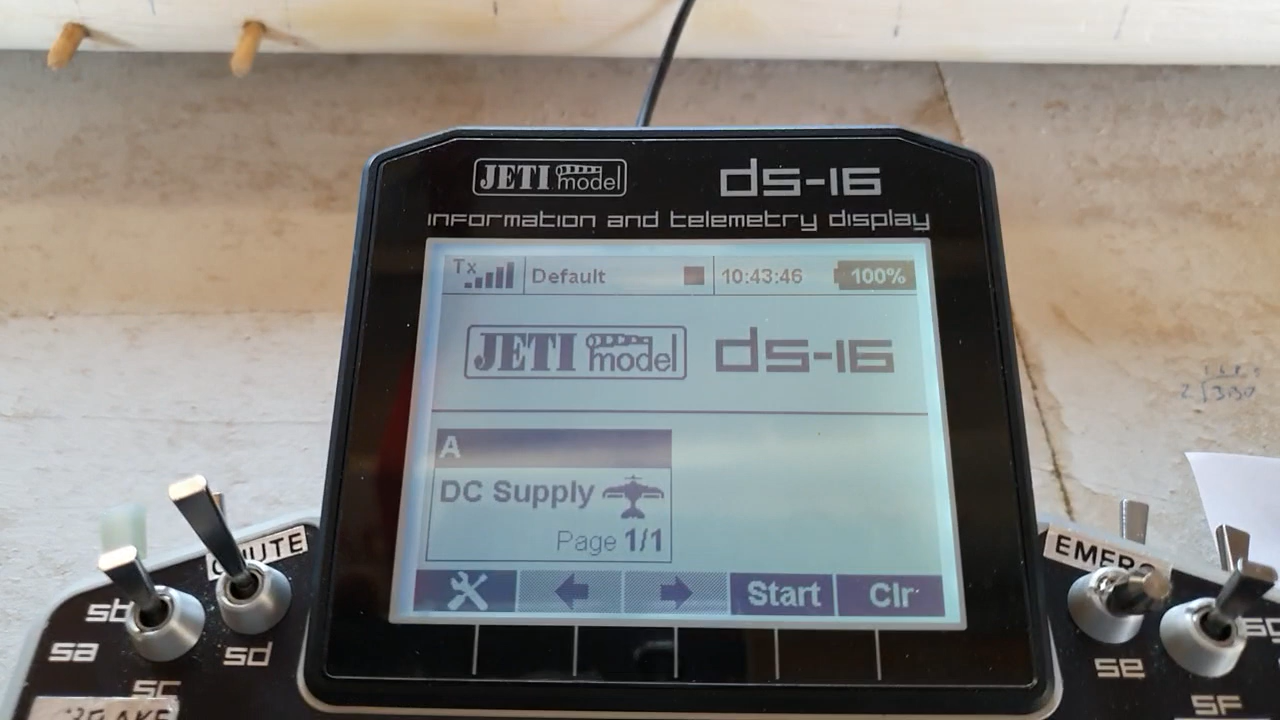 JETI model ds-16
information and telemetry display
Tx Default 10:43:46 100%
JETI model ds-16
A
DC Supply
Page 1/1
Start Clr
sb
sa
sd
sc
se
sf